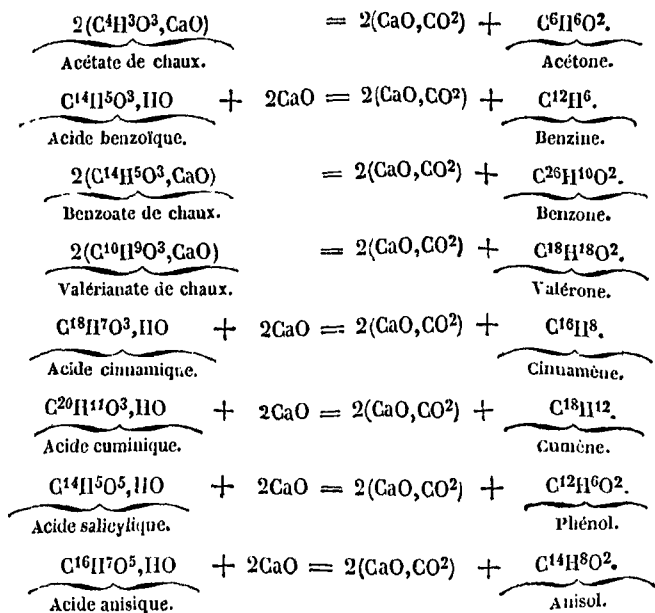 2(C⁴H³O³,CaO) = 2(CaO,CO²) + C⁶H⁶O².
Acétate de chaux. Acétone.
C¹⁴H⁵O³,HO + 2CaO = 2(CaO,CO²) + C¹²H⁶.
Acide benzoïque. Benzine.
2(C¹⁴H⁵O³,CaO) = 2(CaO,CO²) + C²⁶H¹⁰O².
Benzoate de chaux. Benzone.
2(C¹⁰H⁹O³,CaO) = 2(CaO,CO²) + C¹⁸H¹⁸O².
Valérianate de chaux. Valérone.
C¹⁸H⁷O³,HO + 2CaO = 2(CaO,CO²) + C¹⁶H⁸.
Acide cinnamique. Cinnamène.
C²⁰H¹¹O³,HO + 2CaO = 2(CaO,CO²) + C¹⁸H¹².
Acide cuminique. Cumène.
C¹⁴H⁵O⁵,HO + 2CaO = 2(CaO,CO²) + C¹²H⁶O².
Acide salicylique. Phénol.
C¹⁶H⁷O⁵,HO + 2CaO = 2(CaO,CO²) + C¹⁴H⁸O².
Acide anisique. Anisol.